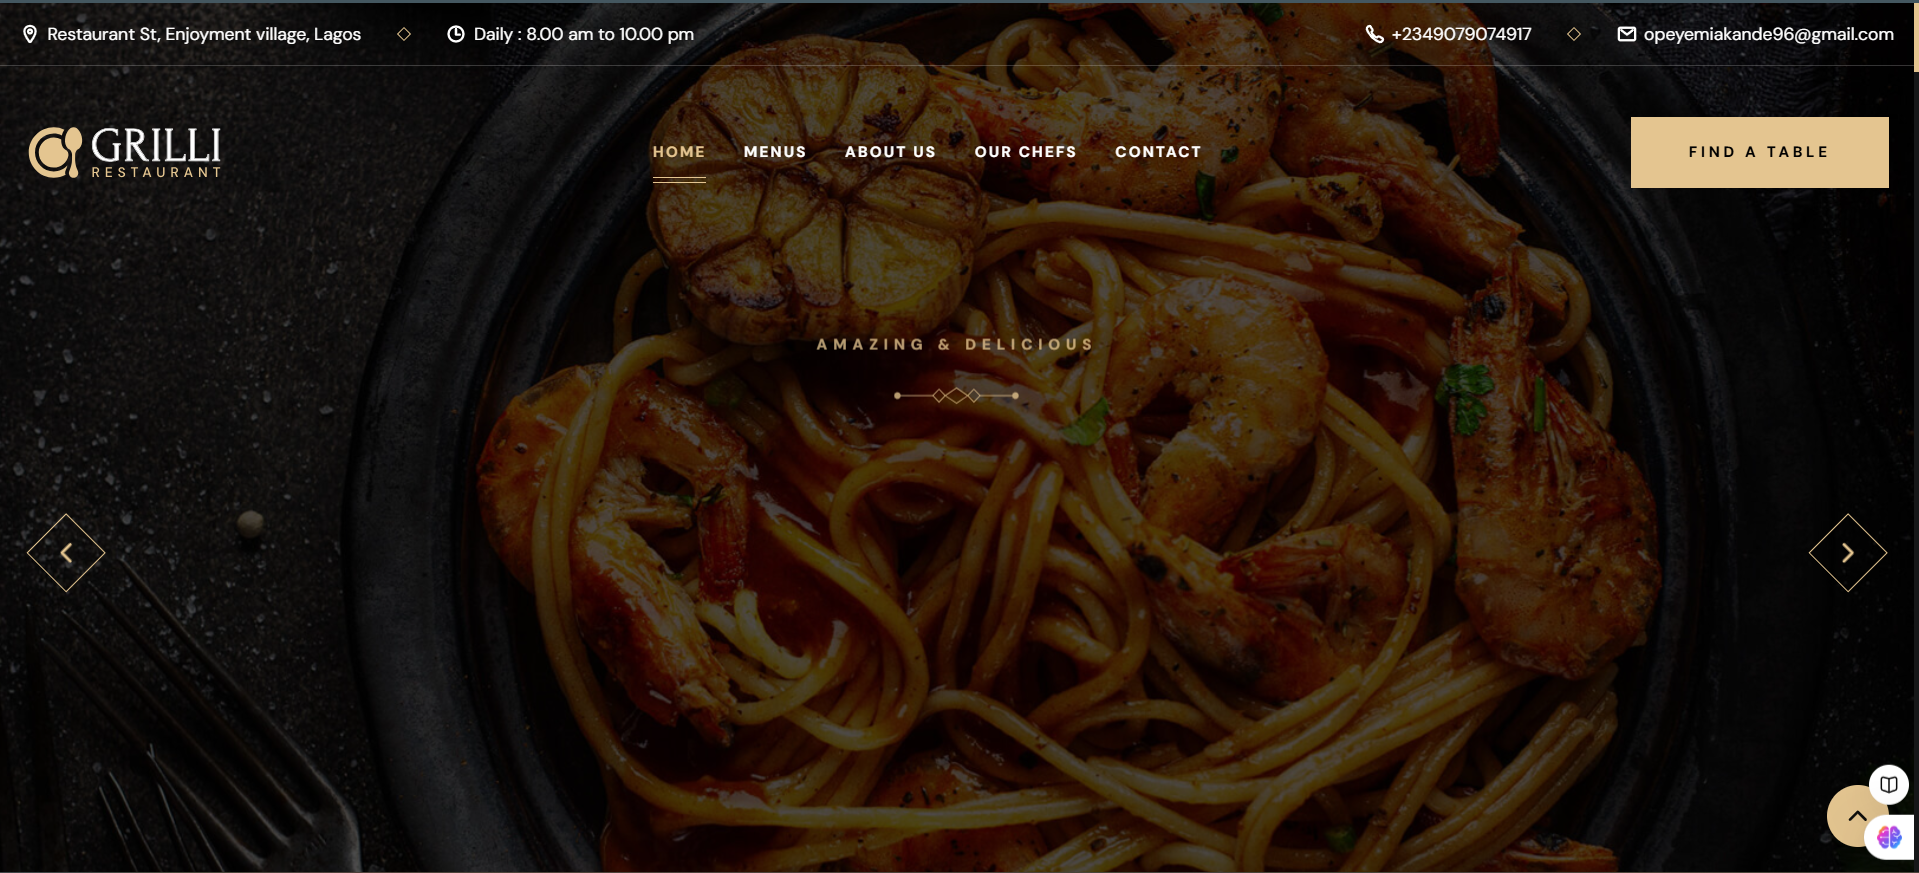 Restaurant St, Enjoyment village, Lagos
Daily : 8.00 am to 10.00 pm
+2349079074917
opeyemiakande96@gmail.com
GRILLI
RESTAURANT
HOME
MENUS
ABOUT US
OUR CHEFS
CONTACT
FIND A TABLE
AMAZING & DELICIOUS